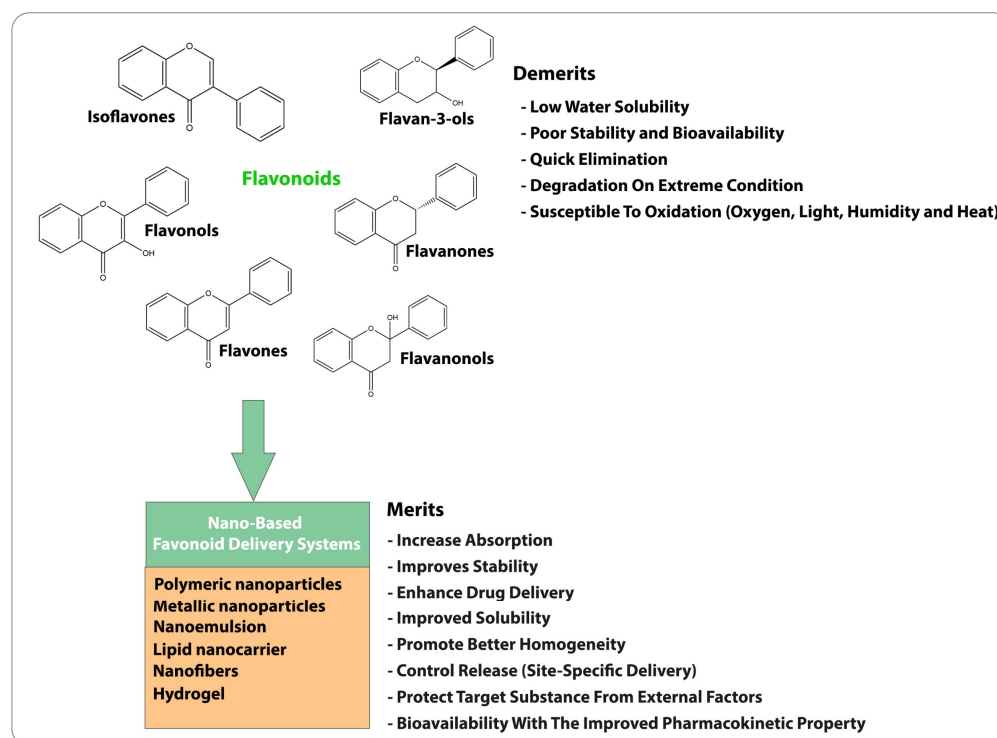 Isoflavones
Flavan-3-ols
Flavonoids
Flavonols
Flavanones
Flavones
Flavanonols
O
O
O
OH
O
OH
O
O
O
O
O
O
OH
O
Demerits
- Low Water Solubility
- Poor Stability and Bioavailability
- Quick Elimination
- Degradation On Extreme Condition
- Susceptible To Oxidation (Oxygen, Light, Humidity and Heat)
Nano-Based
Favonoid Delivery Systems
Polymeric nanoparticles
Metallic nanoparticles
Nanoemulsion
Lipid nanocarrier
Nanofibers
Hydrogel
Merits
- Increase Absorption
- Improves Stability
- Enhance Drug Delivery
- Improved Solubility
- Promote Better Homogeneity
- Control Release (Site-Specific Delivery)
- Protect Target Substance From External Factors
- Bioavailability With The Improved Pharmacokinetic Property